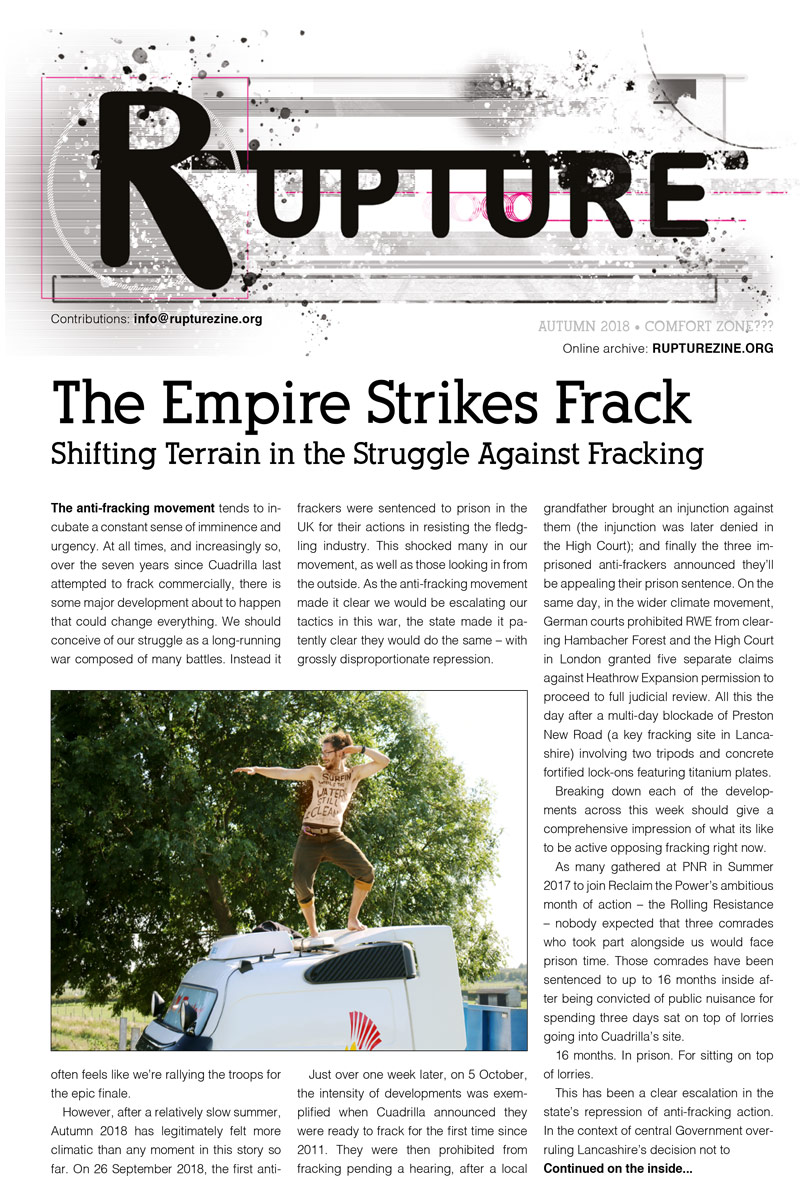 RUPTURE
Contributions: info@rupturezine.org
AUTUMN 2018 • COMFORT ZONE???
Online archive: RUPTUREZINE.ORG
The Empire Strikes Frack
Shifting Terrain in the Struggle Against Fracking
The anti-fracking movement tends to in-
cubate a constant sense of imminence and
urgency. At all times, and increasingly so,
over the seven years since Cuadrilla last
attempted to frack commercially, there is
some major development about to happen
that could change everything. We should
conceive of our struggle as a long-running
war composed of many battles. Instead it
often feels like we're rallying the troops for
the epic finale.
However, after a relatively slow summer,
Autumn 2018 has legitimately felt more
climatic than any moment in this story so
far. On 26 September 2018, the first anti-
frackers were sentenced to prison in the
UK for their actions in resisting the fledg-
ling industry. This shocked many in our
movement, as well as those looking in from
the outside. As the anti-fracking movement
made it clear we would be escalating our
tactics in this war, the state made it pa-
tently clear they would do the same – with
grossly disproportionate repression.
SURFIN
WHILE THE
WATER'S
STILL
CLEAN
Just over one week later, on 5 October,
the intensity of developments was exem-
plified when Cuadrilla announced they
were ready to frack for the first time since
2011. They were then prohibited from
fracking pending a hearing, after a local
grandfather brought an injunction against
them (the injunction was later denied in
the High Court); and finally the three im-
prisoned anti-frackers announced they'll
be appealing their prison sentence. On the
same day, in the wider climate movement,
German courts prohibited RWE from clear-
ing Hambacher Forest and the High Court
in London granted five separate claims
against Heathrow Expansion permission to
proceed to full judicial review. All this the
day after a multi-day blockade of Preston
New Road (a key fracking site in Lanca-
shire) involving two tripods and concrete
fortified lock-ons featuring titanium plates.
Breaking down each of the develop-
ments across this week should give a
comprehensive impression of what its like
to be active opposing fracking right now.
As many gathered at PNR in Summer
2017 to join Reclaim the Power's ambitious
month of action – the Rolling Resistance
– nobody expected that three comrades
who took part alongside us would face
prison time. Those comrades have been
sentenced to up to 16 months inside af-
ter being convicted of public nuisance for
spending three days sat on top of lorries
going into Cuadrilla's site.
16 months. In prison. For sitting on top
of lorries.
This has been a clear escalation in the
state's repression of anti-fracking action.
In the context of central Government over-
ruling Lancashire's decision not to
Continued on the inside...